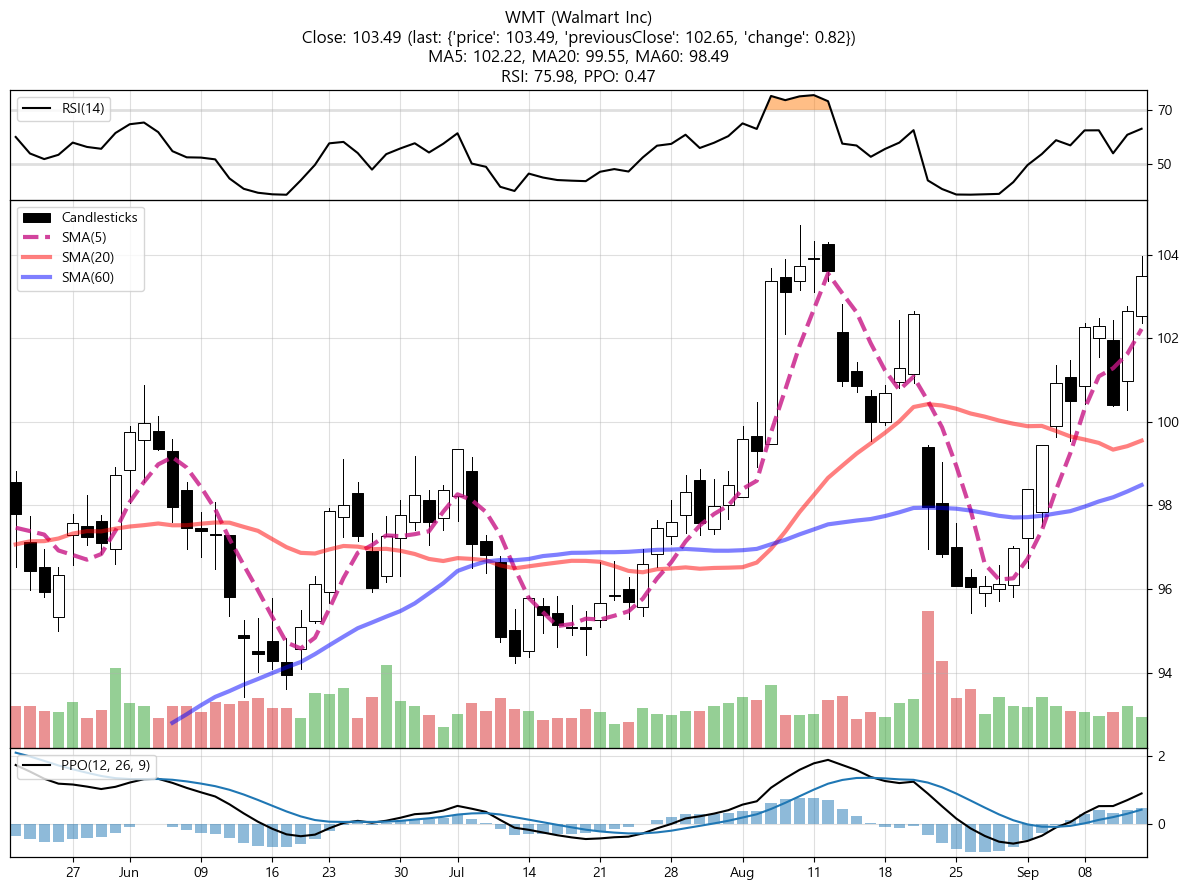 WMT (Walmart Inc)
Close: 103.49 (last: {'price': 103.49, 'previousClose': 102.65, 'change': 0.82})
MA5: 102.22, MA20: 99.55, MA60: 98.49
RSI: 75.98, PPO: 0.47
RSI(14)
70
50
Candlesticks
SMA(5)
SMA(20)
SMA(60)
104
102
100
98
96
94
PPO(12, 26, 9)
2
0
27 Jun 09 16 23 30 Jul 14 21 28 Aug 11 18 25 Sep 08